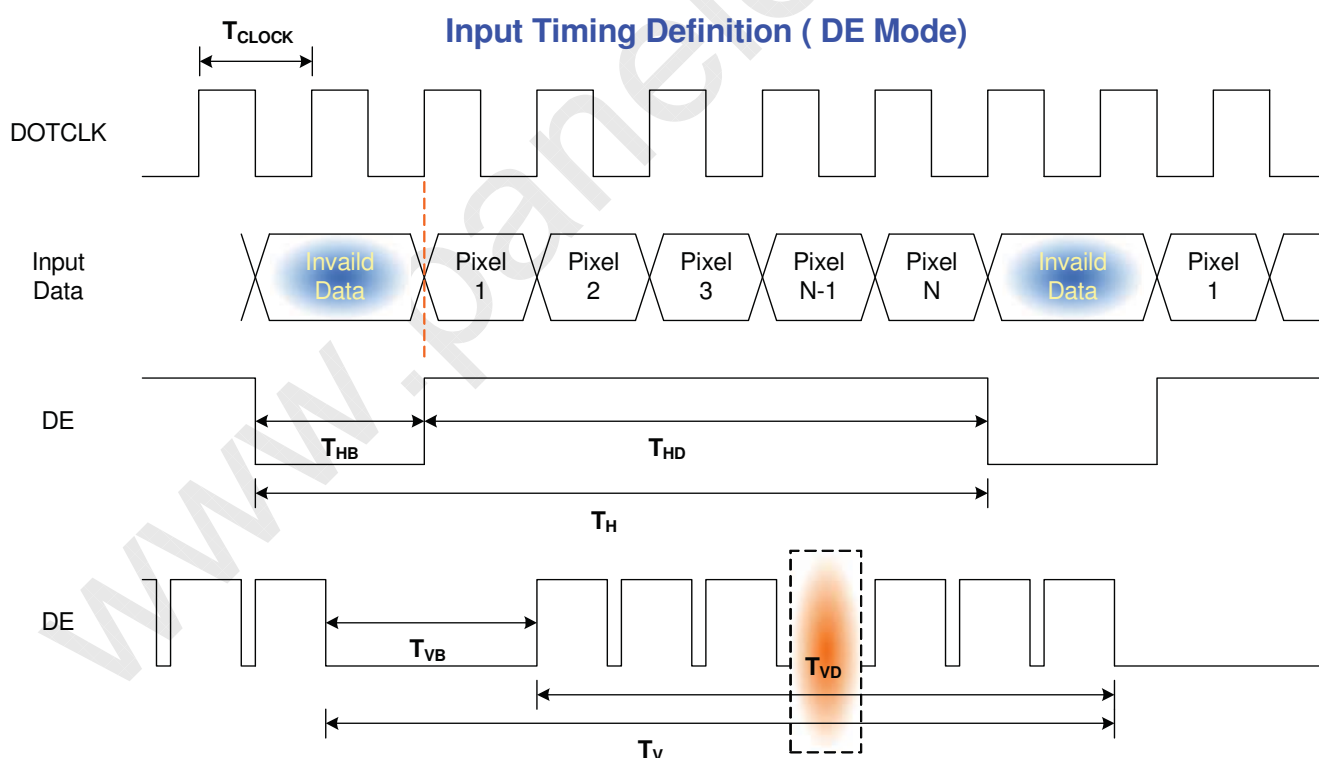 Input Timing Definition ( DE Mode)
TCLOCK
DOTCLK
Input
Data
Invaild
Data
Pixel
1
Pixel
2
Pixel
3
Pixel
N-1
Pixel
N
Invaild
Data
Pixel
1
DE
THB
THD
TH
DE
TVB
TVD
TV
www.panel